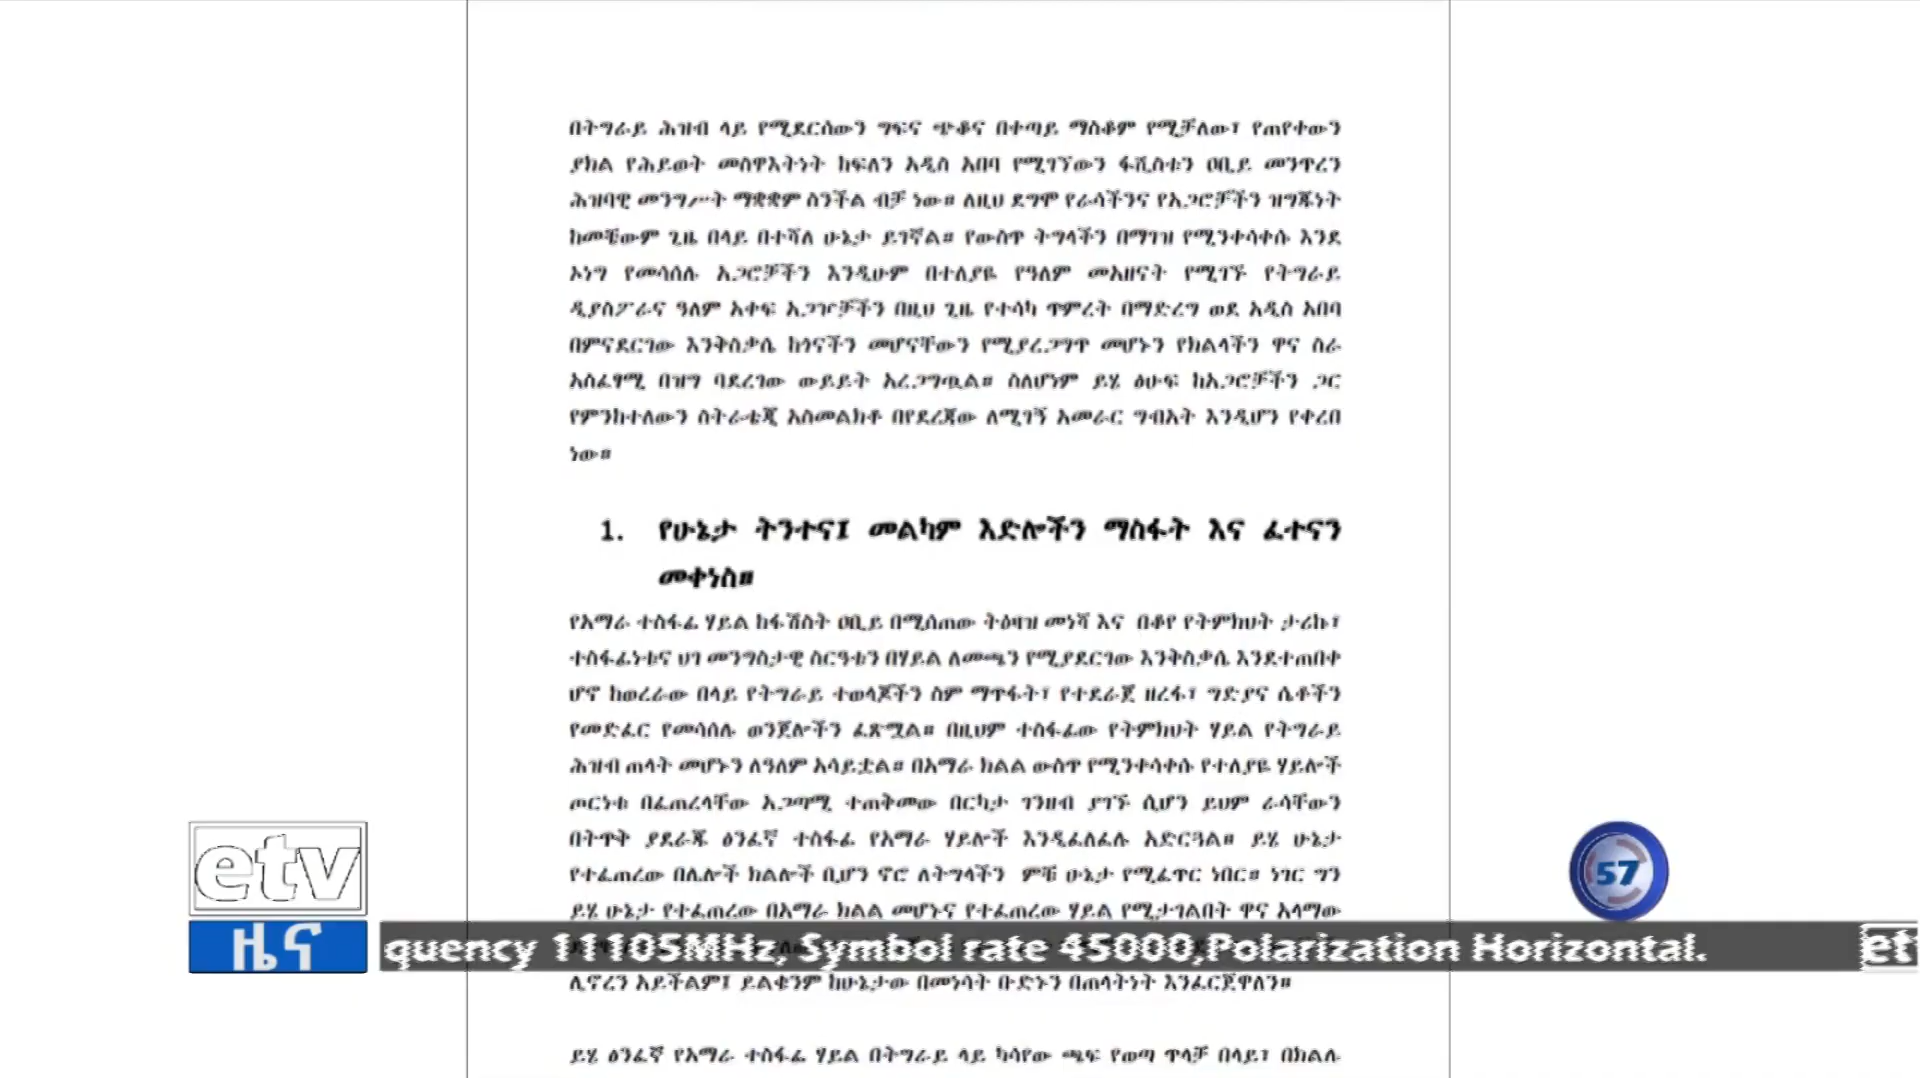 በትግራይ ሕዝብ ላይ የሚደርሰውን ግፍና ጭቆና በቀጣይ ማስቆም የሚቻለው፣ የጠየቀውን
ያክል የሕይወት መስዋእትነት ከፍለን አዲስ አበባ የሚገኘውን ፋሺስቱን ዐቢይ መንጥረን
ሕዝባዊ መንግሥት ማቋቋም ስንችል ብቻ ነው። ለዚህ ደግሞ የራሳችንና የአጋሮቻችን ዝግጁነት
ከመቼውም ጊዜ በላይ በተሻለ ሁኔታ ይገኛል። የውስጥ ትግላችን በማገዝ የሚንቀሳቀሱ እንደ
ኦነግ የመሳሰሉ አጋሮቻችን እንዲሁም በተለያዩ የዓለም መአዘናት የሚገኙ የትግራይ
ዲያስፖራና ዓለም አቀፍ አጋዦቻችን በዚህ ጊዜ የተሳካ ጥምረት በማድረግ ወደ አዲስ አበባ
በምናደርገው እንቅስቃሴ ከጎናችን መሆናቸውን የሚያረጋግጥ መሆኑን የክልላችን ዋና ስራ
አስፈፃሚ በዝግ ባደረገው ውይይት አረጋግጧል። ስለሆነም ይሄ ፅሁፍ ከአጋሮቻችን ጋር
የምንከተለውን ስትራቴጂ አስመልክቶ በየደረጃው ለሚገኝ አመራር ግብአት እንዲሆን የቀረበ
ነው።
1. የሁኔታ ትንተና፤ መልካም እድሎችን ማስፋት እና ፈተናን
መቀነስ።
የአማራ ተስፋፊ ሃይል ከፋሽስት ዐቢይ በሚሰጠው ትዕዛዝ መነሻ እና በቆየ የትምክህት ታሪኩ፣
ተስፋፊነቱና ህገ መንግስታዊ ስርዓቱን በሃይል ለመጫን የሚያደርገው እንቅስቃሴ እንደተጠበቀ
ሆኖ ከወረራው በላይ የትግራይ ተወላጆችን ስም ማጥፋት፣ የተደራጀ ዘረፋ፣ ግድያና ሴቶችን
የመድፈር የመሳሰሉ ወንጀሎችን ፈጽሟል። በዚህም ተስፋፊው የትምክህት ሃይል የትግራይ
ሕዝብ ጠላት መሆኑን ለዓለም አሳይቷል። በአማራ ክልል ውስጥ የሚንቀሳቀሱ የተለያዩ ሃይሎች
ጦርነቱ በፈጠረላቸው አጋጣሚ ተጠቅመው በርካታ ገንዘብ ያገኙ ሲሆን ይህም ራሳቸውን
በትጥቅ ያደራጁ ፅንፈኛ ተስፋፊ የአማራ ሃይሎች እንዲፈለፈሉ አድርጓል። ይሄ ሁኔታ
የተፈጠረው በሌሎች ክልሎች ቢሆን ኖሮ ለትግላችን ምቹ ሁኔታ የሚፈጥር ነበር። ነገር ግን
ይሄ ሁኔታ የተፈጠረው በአማራ ክልል መሆኑና የተፈጠረው ሃይል የሚታገልበት ዋና አላማው
ሊኖረን አይችልም፤ ይልቁንም ከሁኔታው በመነሳት ቡድኑን በጠላትነት እንፈርጀዋለን።
ይሄ ፅንፈኛ የአማራ ተስፋፊ ሃይል በትግራይ ላይ ካሳየው ጫፍ የወጣ ጥላቻ በላይ፣ በክልሉ
etv
57
ዜና
quency 11105MHz, Symbol rate 45000,Polarization Horizontal.
et